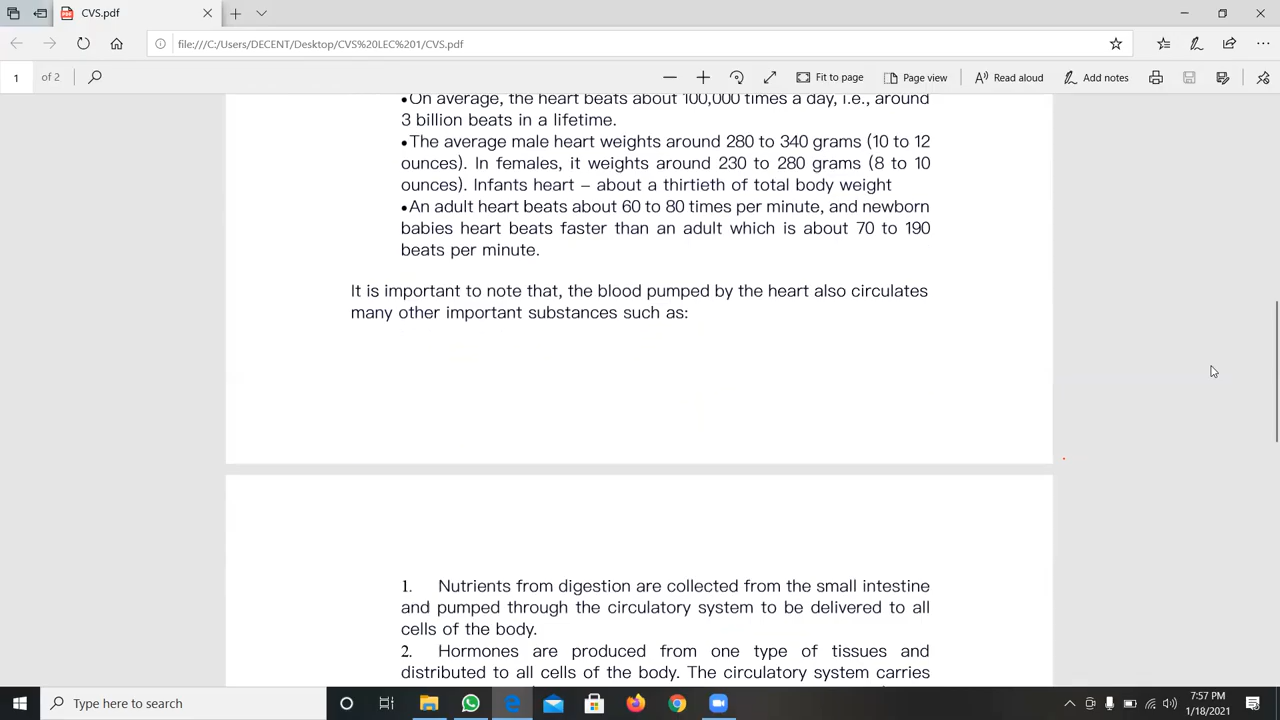 CVS.pdf
file:///C:/Users/DECENT/Desktop/CVS%20LEC%201/CVS.pdf
1 of 2 Fit to page Page view Read aloud Add notes
•On average, the heart beats about 100,000 times a day, i.e., around
3 billion beats in a lifetime.
•The average male heart weights around 280 to 340 grams (10 to 12
ounces). In females, it weights around 230 to 280 grams (8 to 10
ounces). Infants heart – about a thirtieth of total body weight
•An adult heart beats about 60 to 80 times per minute, and newborn
babies heart beats faster than an adult which is about 70 to 190
beats per minute.
It is important to note that, the blood pumped by the heart also circulates
many other important substances such as:
1. Nutrients from digestion are collected from the small intestine
and pumped through the circulatory system to be delivered to all
cells of the body.
2. Hormones are produced from one type of tissues and
distributed to all cells of the body. The circulatory system carries
Type here to search
7:57 PM
1/18/2021